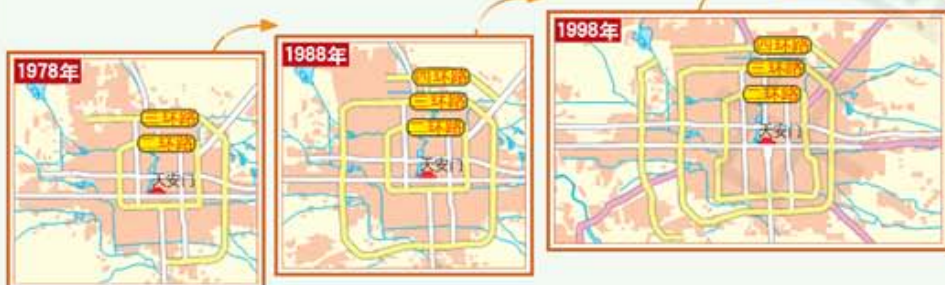 1978年
三环路
二环路
天安门
1988年
四环路
三环路
二环路
天安门
1998年
四环路
三环路
二环路
天安门